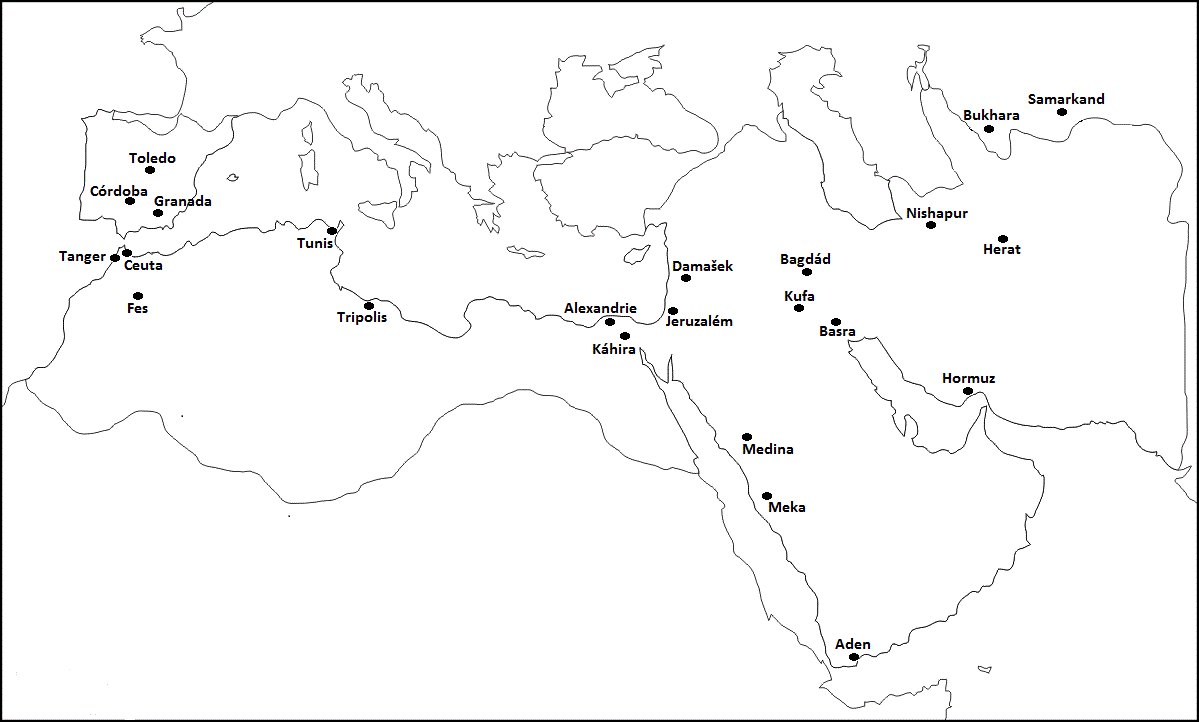 Samarkand
Bukhara
Toledo
Córdoba
Granada
Nishapur
Tunis
Herat
Tanger
Ceuta
Bagdád
Damašek
Kufa
Fes
Alexandrie
Tripolis
Jeruzalém
Basra
Káhira
Hormuz
Medina
Meka
Aden